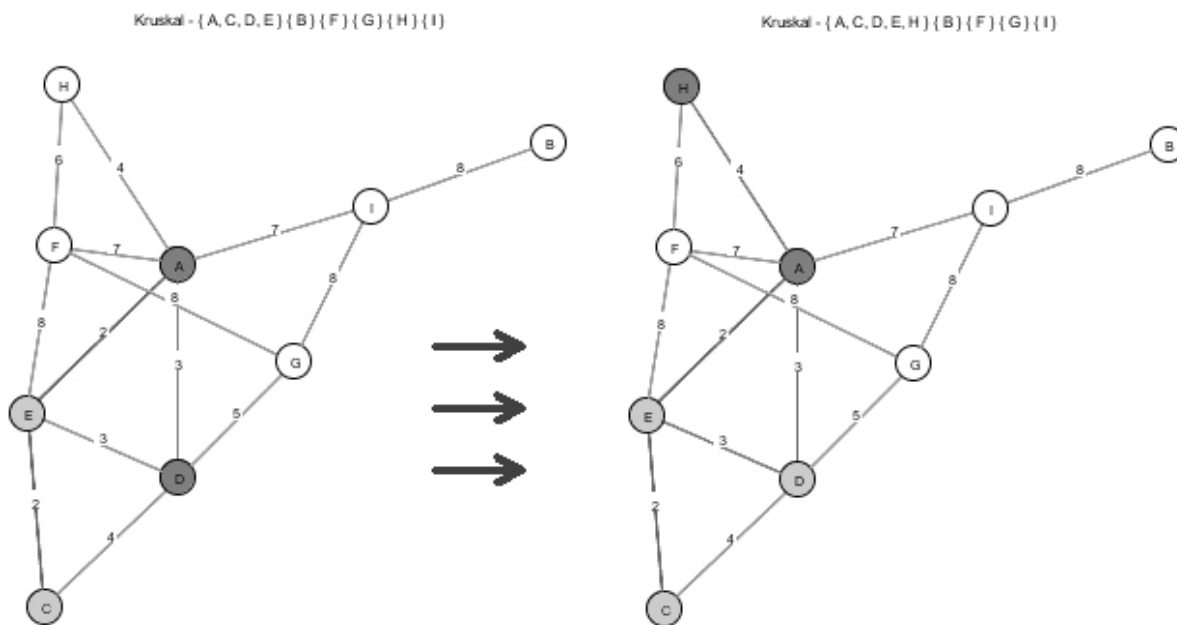 Kruskal - { A, C, D, E } { B } { F } { G } { H } { I }
H
B
6
4
8
I
F
7
7
A
8
8
8
2
G
3
E
5
3
D
2
4
C
Kruskal - { A, C, D, E, H } { B } { F } { G } { I }
H
B
6
4
8
I
F
7
7
A
8
8
8
2
G
3
E
5
3
D
2
4
C